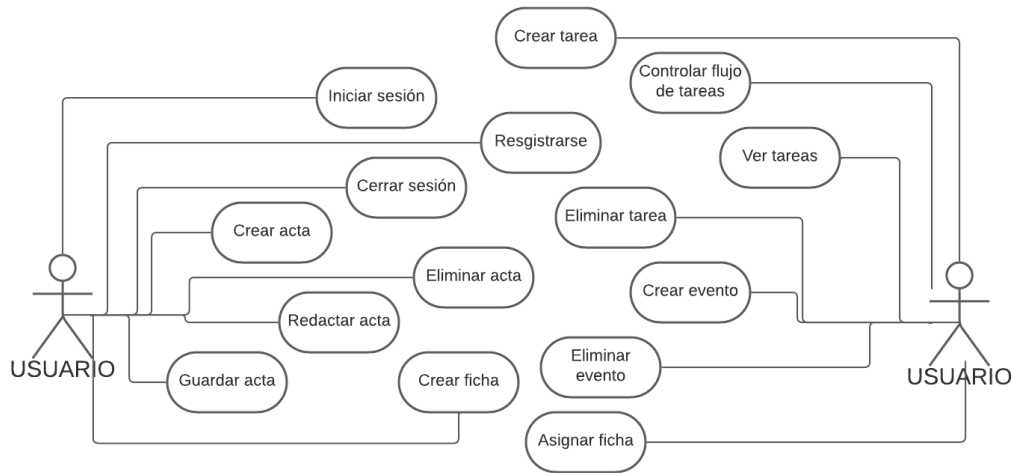 Crear tarea
Controlar flujo
de tareas
Iniciar sesión
Resgistrarse
Ver tareas
Cerrar sesión
Crear acta
Eliminar tarea
Eliminar acta
Crear evento
Redactar acta
USUARIO
Guardar acta
Crear ficha
Eliminar
evento
USUARIO
Asignar ficha